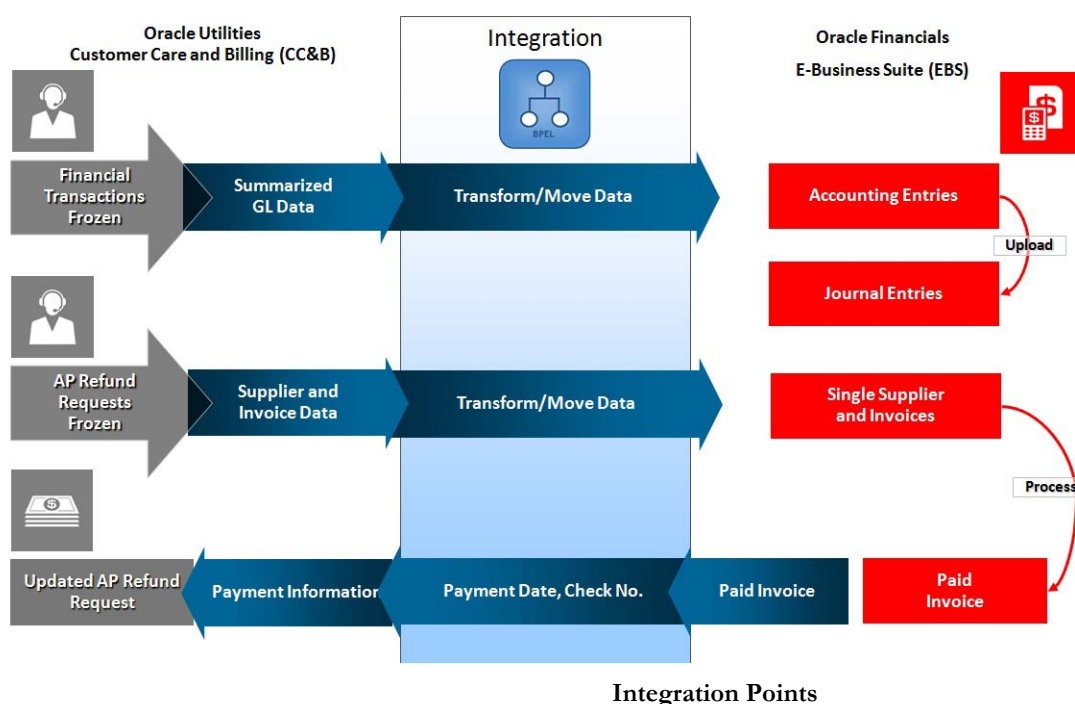 Oracle Utilities
Customer Care and Billing (CC&B)
Integration
BPEL
Oracle Financials
E-Business Suite (EBS)
$
$
Financial
Transactions
Frozen
Summarized
GL Data
Transform/Move Data
Accounting Entries
Upload
Journal Entries
AP Refund
Requests
Frozen
Supplier and
Invoice Data
Transform/Move Data
Single Supplier
and Invoices
Process
$
Updated AP Refund
Request
Payment Information
Payment Date, Check No.
Paid Invoice
Paid
Invoice
Integration Points